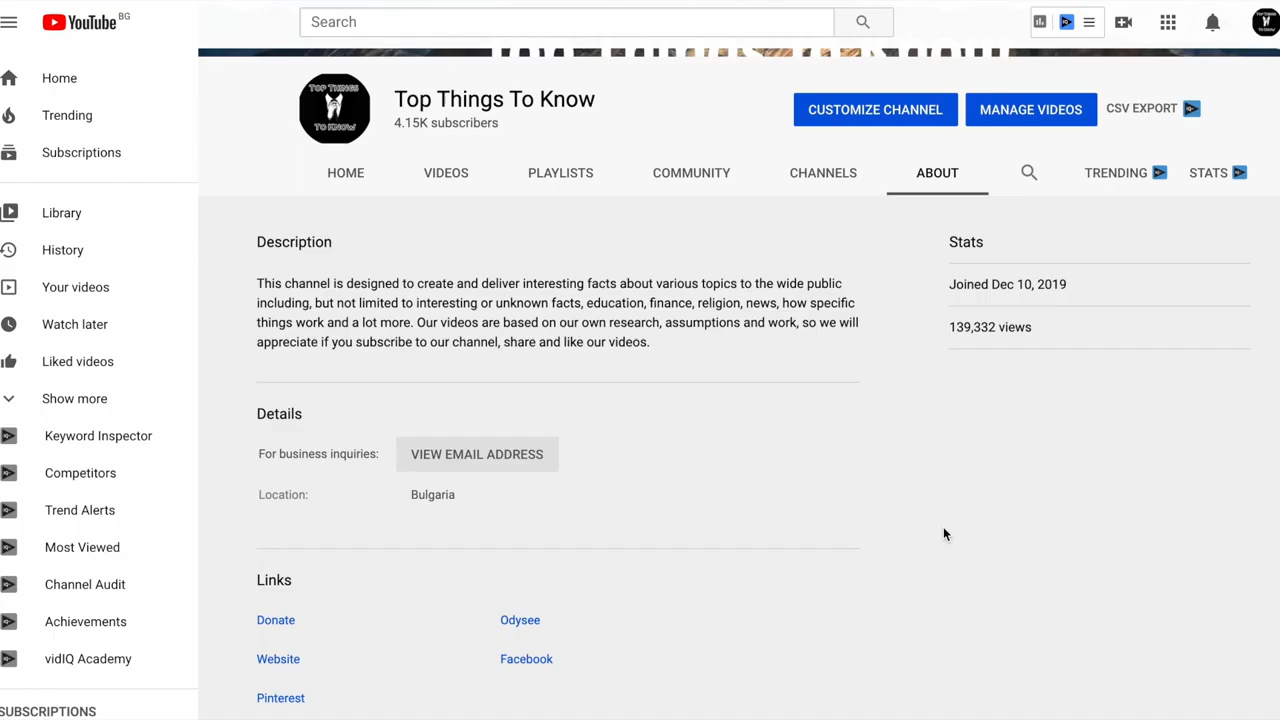 YouTube BG
Search
Home
Trending
Subscriptions
Library
History
Your videos
Watch later
Liked videos
Show more
Keyword Inspector
Competitors
Trend Alerts
Most Viewed
Channel Audit
Achievements
vidIQ Academy
SUBSCRIPTIONS
TOP THINGS
TO KNOW
Top Things To Know
4.15K subscribers
CUSTOMIZE CHANNEL
MANAGE VIDEOS
CSV EXPORT
HOME
VIDEOS
PLAYLISTS
COMMUNITY
CHANNELS
ABOUT
TRENDING
STATS
Description
This channel is designed to create and deliver interesting facts about various topics to the wide public
including, but not limited to interesting or unknown facts, education, finance, religion, news, how specific
things work and a lot more. Our videos are based on our own research, assumptions and work, so we will
appreciate if you subscribe to our channel, share and like our videos.
Details
For business inquiries:
VIEW EMAIL ADDRESS
Location:
Bulgaria
Links
Donate
Odysee
Website
Facebook
Pinterest
Stats
Joined Dec 10, 2019
139,332 views